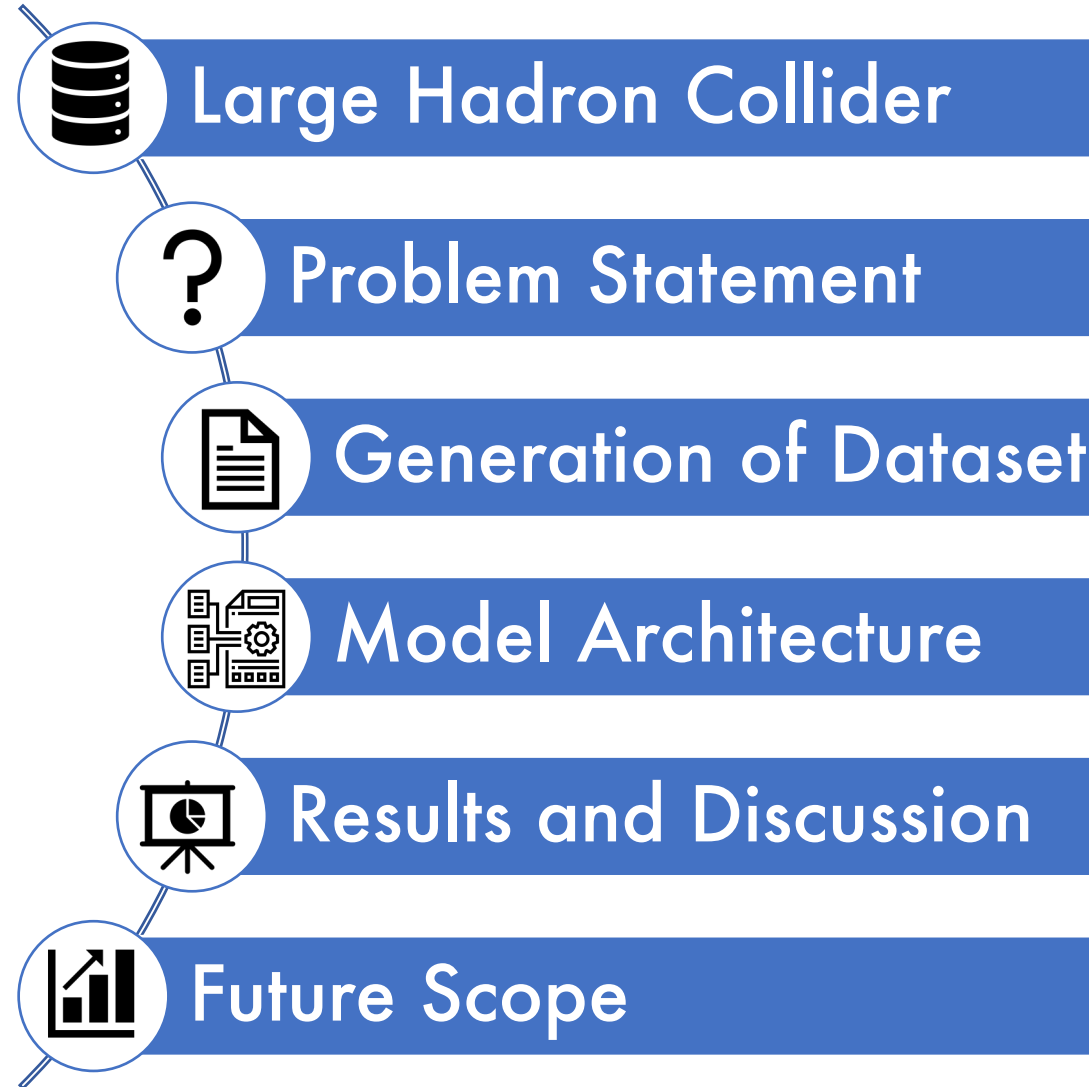 Large Hadron Collider
Problem Statement
Generation of Dataset
Model Architecture
Results and Discussion
Future Scope